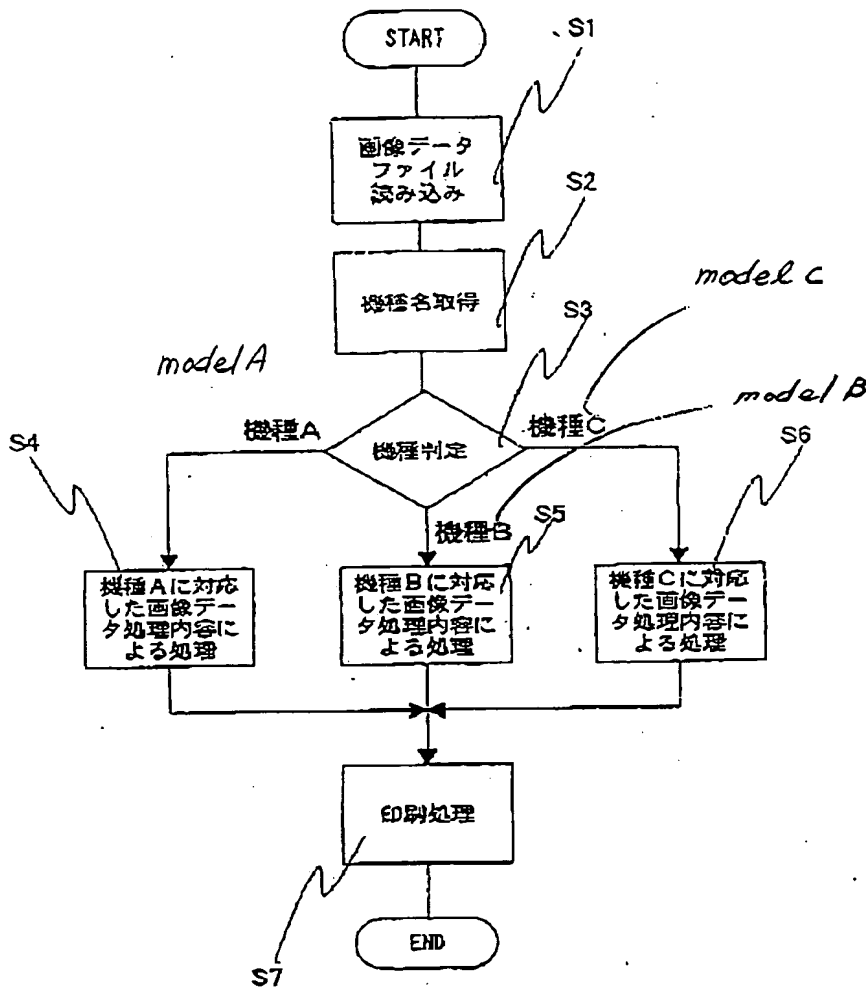 START
S1
画像データ
ファイル
読み込み
S2
機種名取得
model C
S3
model A
model B
機種A
機種判定
機種C
S4
S6
機種B
S5
機種Aに対応
した画像デー
タ処理内容に
よる処理
機種Bに対応
した画像デー
タ処理内容に
よる処理
機種Cに対応
した画像デー
タ処理内容に
よる処理
印刷処理
END
S7